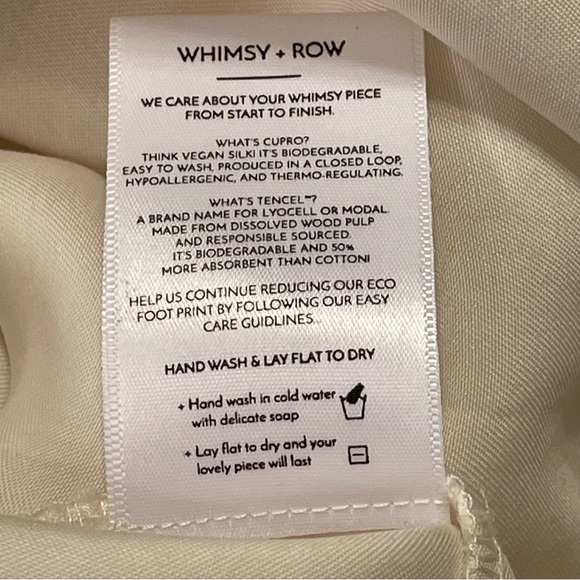 WHIMSY + ROW
WE CARE ABOUT YOUR WHIMSY PIECE
FROM START TO FINISH.
WHAT'S CUPRO?
THINK VEGAN SILK! IT'S BIODEGRADABLE,
EASY TO WASH, PRODUCED IN A CLOSED LOOP,
HYPOALLERGENIC, AND THERMO-REGULATING.
WHAT'S TENCEL™?
A BRAND NAME FOR LYOCELL OR MODAL
MADE FROM DISSOLVED WOOD PULP
AND RESPONSIBLE SOURCED.
IT'S BIODEGRADABLE AND 50%
MORE ABSORBENT THAN COTTON!
HELP US CONTINUE REDUCING OUR ECO
FOOT PRINT BY FOLLOWING OUR EASY
CARE GUIDLINES...
HAND WASH & LAY FLAT TO DRY
+ Hand wash in cold water
with delicate soap
+ Lay flat to dry and your
lovely piece will last